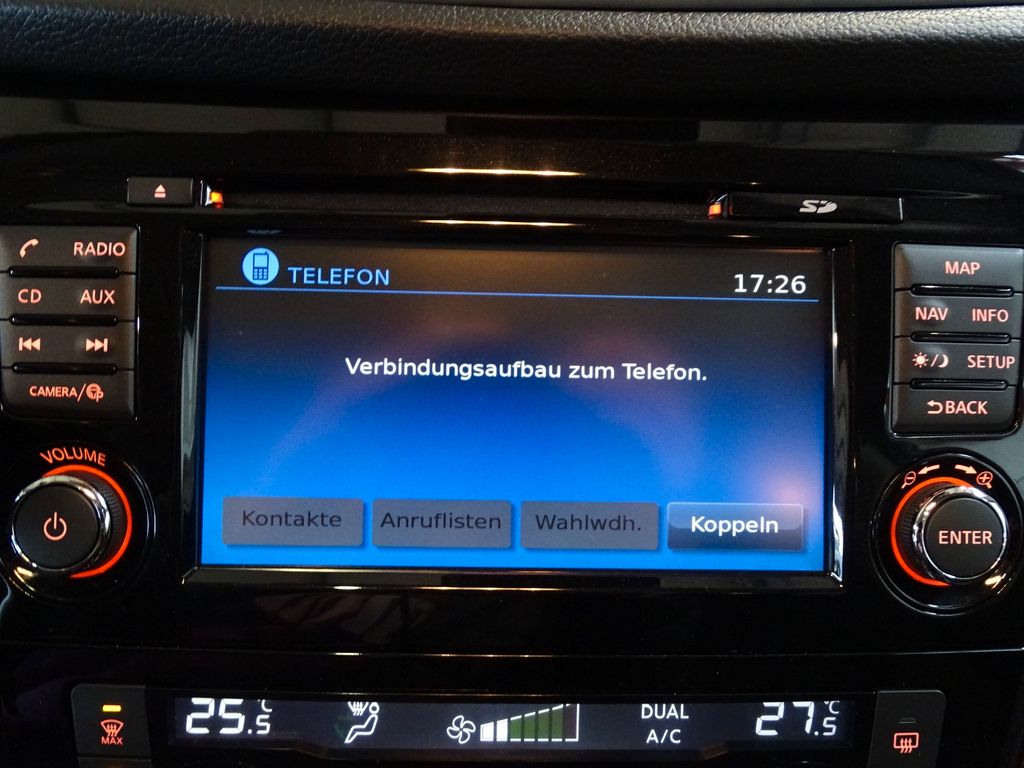 SD
RADIO
CD AUX
CAMERA/
VOLUME
TELEFON
17:26
Verbindungsaufbau zum Telefon.
Kontakte
Anruflisten
Wahlwdh.
Koppeln
MAP
NAV INFO
SETUP
BACK
ENTER
MAX
25.5 °C
DUAL
A/C
27.5 °C